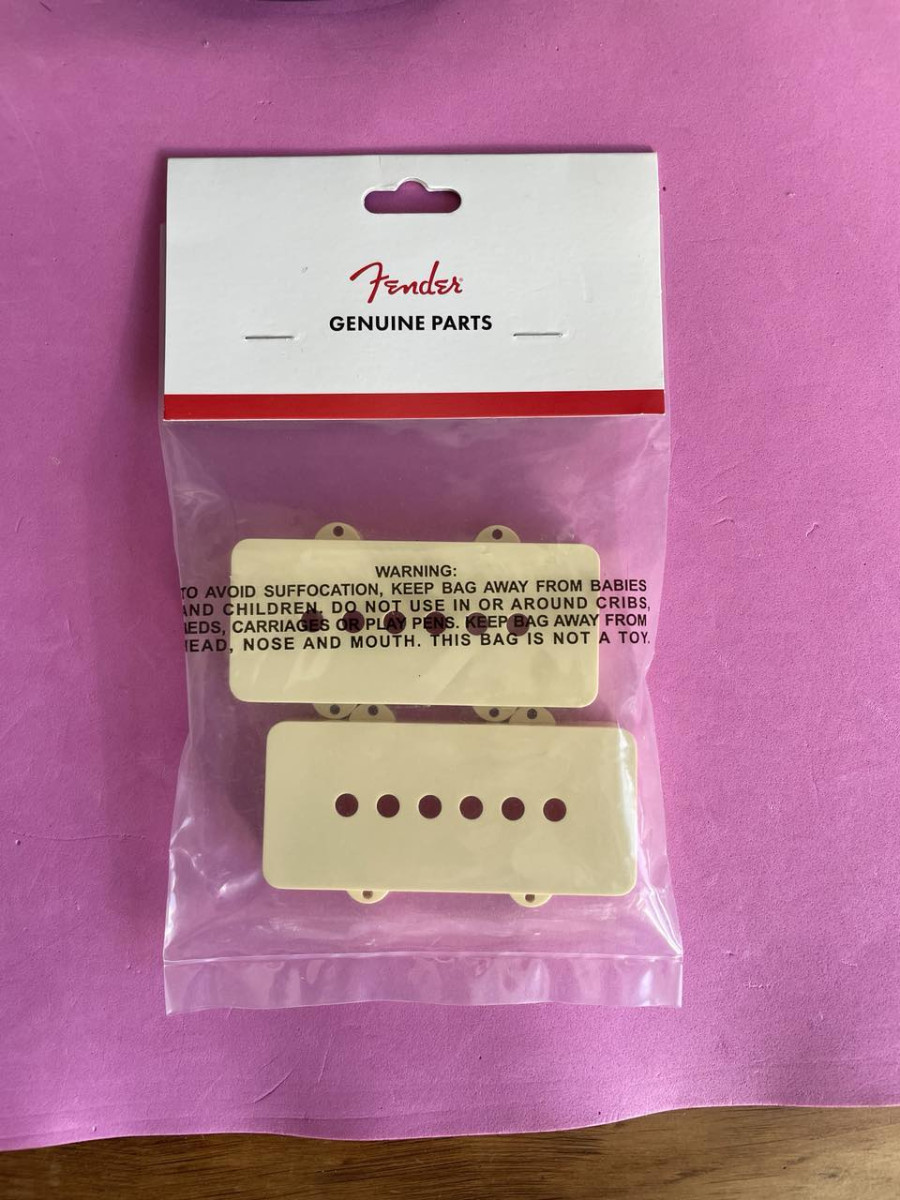 Fender
GENUINE PARTS
WARNING:
TO AVOID SUFFOCATION, KEEP BAG AWAY FROM BABIES
AND CHILDREN, DO NOT USE IN OR AROUND CRIBS,
BEDS, CARRIAGES OR PLAY PENS. KEEP BAG AWAY FROM
HEAD, NOSE AND MOUTH. THIS BAG IS NOT A TOY.